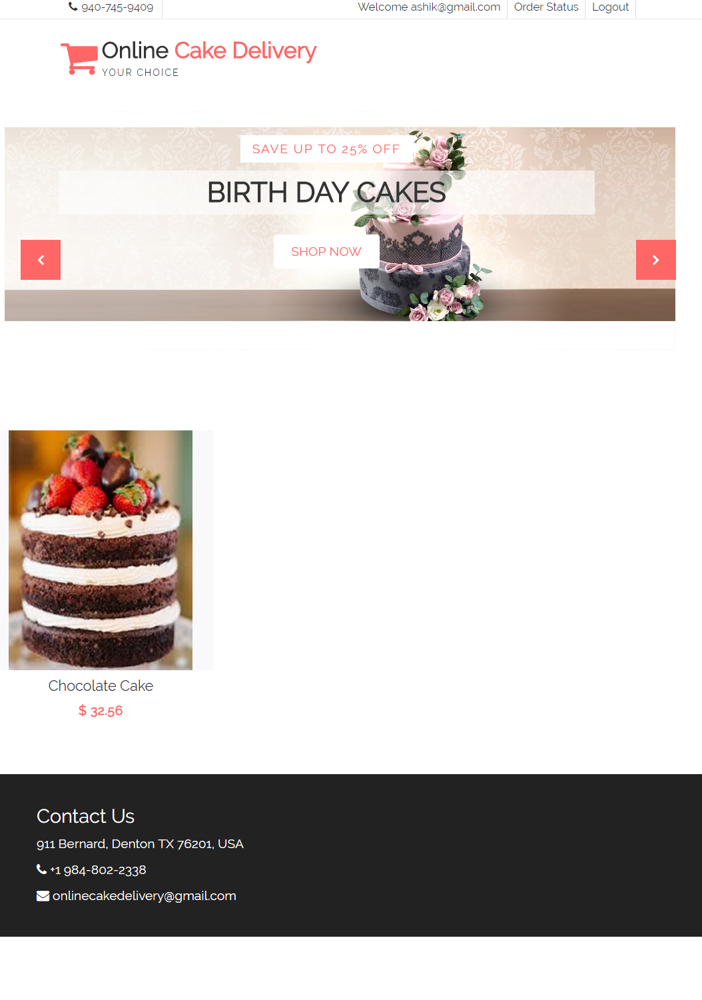 940-745-9409
Welcome ashik@gmail.com
Order Status
Logout
Online Cake Delivery
YOUR CHOICE
SAVE UP TO 25% OFF
BIRTH DAY CAKES
SHOP NOW
Chocolate Cake
$ 32.56
Contact Us
911 Bernard, Denton TX 76201, USA
+1 984-802-2338
onlinecakedelivery@gmail.com